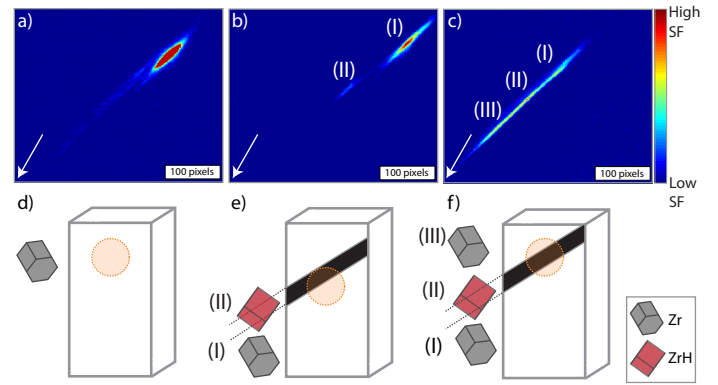 a)
b)
c)
High
SF
(I)
(II)
(I)
(II)
(III)
100 pixels
100 pixels
100 pixels
Low
SF
d)
e)
f)
(III)
(II)
(II)
(I)
(I)
Zr
ZrH